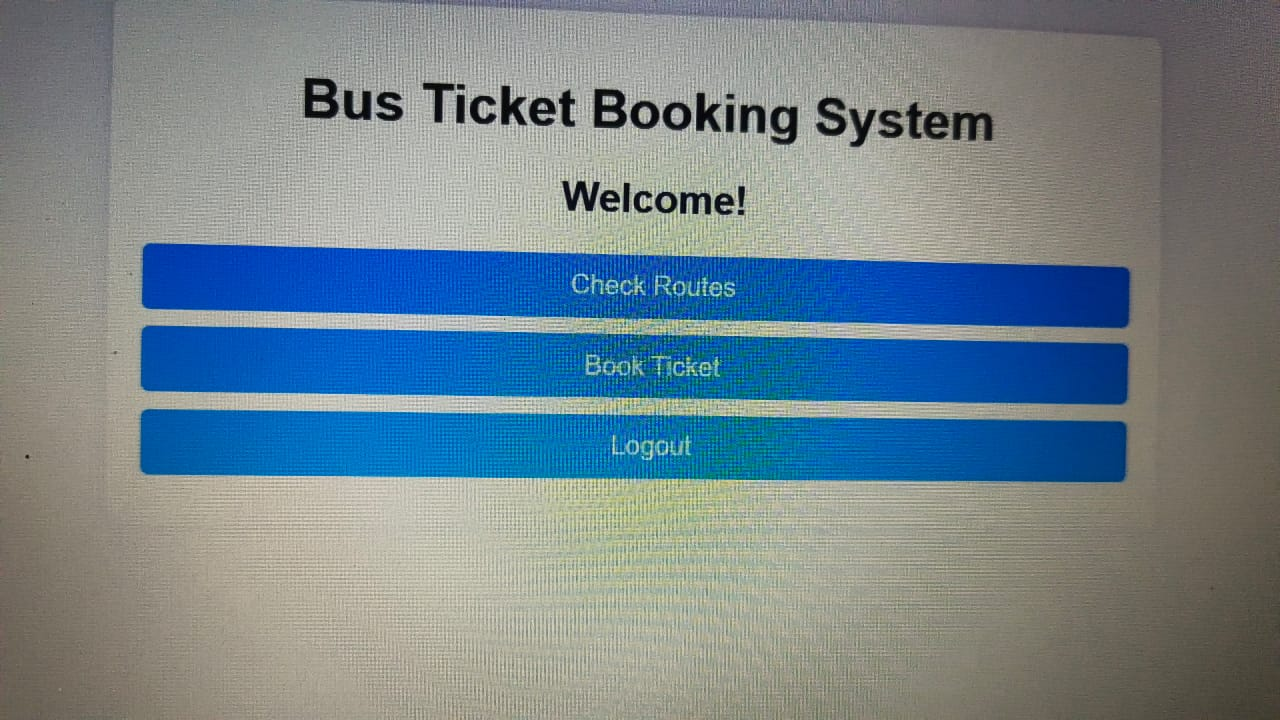 Bus Ticket Booking System
Welcome!
Check Routes
Book Ticket
Logout